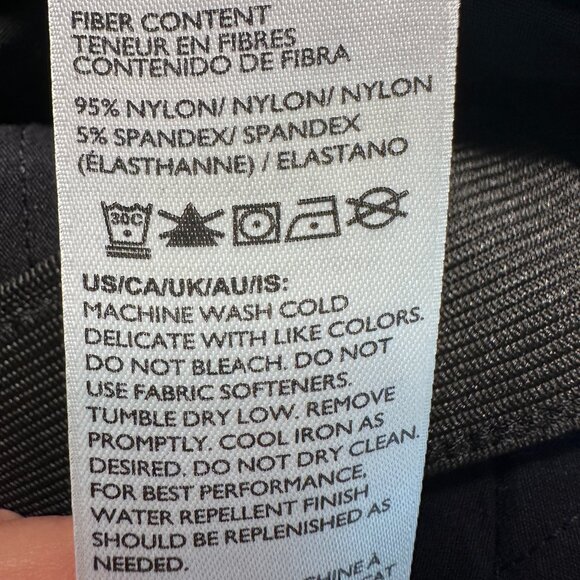 FIBER CONTENT
TENEUR EN FIBRES
CONTENIDO DE FIBRA
95% NYLON/ NYLON/ NYLON
5% SPANDEX/ SPANDEX
(ÉLASTHANNE) / ELASTANO
30C
US/CA/UK/AU/IS:
MACHINE WASH COLD
DELICATE WITH LIKE COLORS.
DO NOT BLEACH. DO NOT
USE FABRIC SOFTENERS.
TUMBLE DRY LOW. REMOVE
PROMPTLY. COOL IRON AS
DESIRED. DO NOT DRY CLEAN.
FOR BEST PERFORMANCE,
WATER REPELLENT FINISH
SHOULD BE REPLENISHED AS
NEEDED.